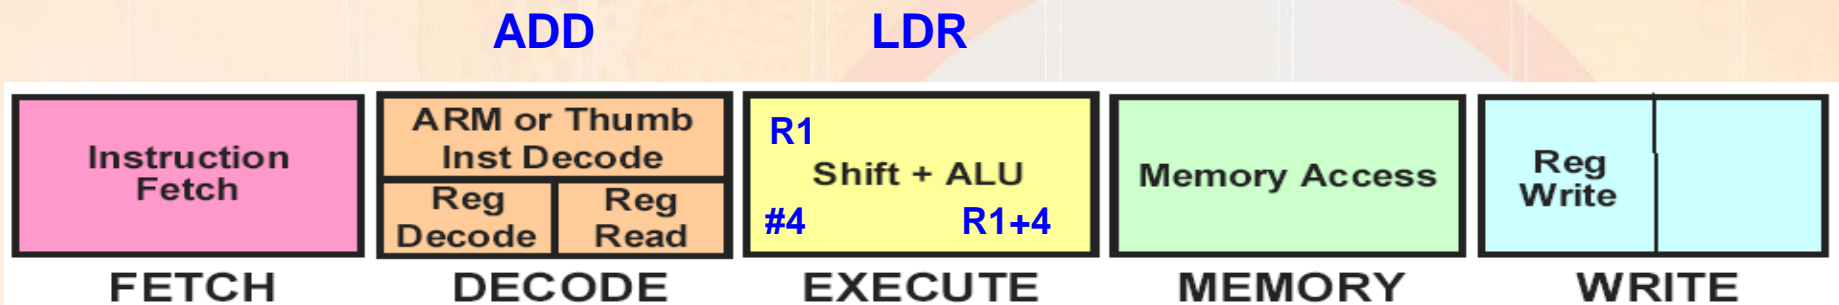 ADD
LDR
Instruction
Fetch
ARM or Thumb
Inst Decode
Reg
Decode
Reg
Read
R1
Shift + ALU
#4
R1+4
Memory Access
Reg
Write
FETCH
DECODE
EXECUTE
MEMORY
WRITE